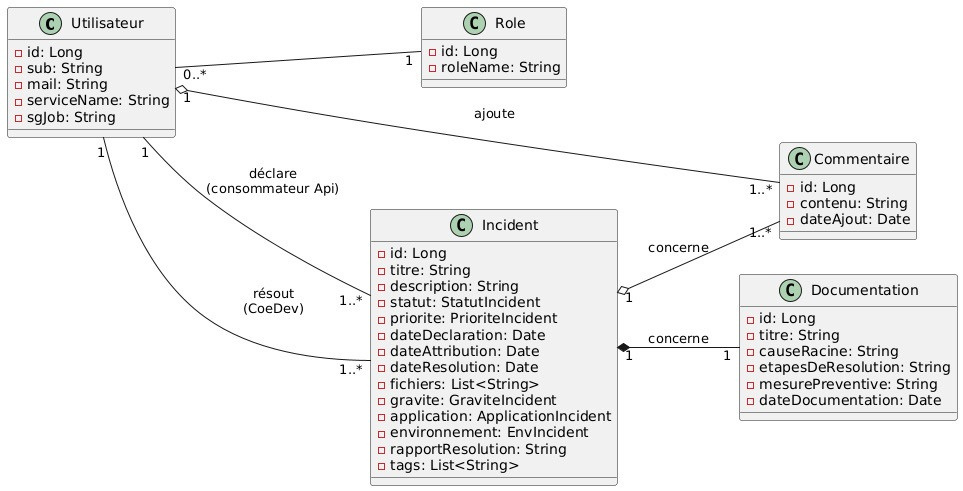 C Utilisateur
id: Long
sub: String
mail: String
serviceName: String
sgJob: String
C Role
id: Long
roleName: String
0..*
1
1
ajoute
1..*
C Commentaire
id: Long
contenu: String
dateAjout: Date
1
1
déclare
(consommateur Api)
1..*
résout
(CoeDev)
1..*
C Incident
id: Long
titre: String
description: String
statut: StatutIncident
priorite: PrioriteIncident
dateDeclaration: Date
dateAttribution: Date
dateResolution: Date
fichiers: List<String>
gravite: GraviteIncident
application: ApplicationIncident
environnement: EnvIncident
rapportResolution: String
tags: List<String>
concerne
1..*
1
concerne
1
1
C Documentation
id: Long
titre: String
causeRacine: String
etapesDeResolution: String
mesurePreventive: String
dateDocumentation: Date